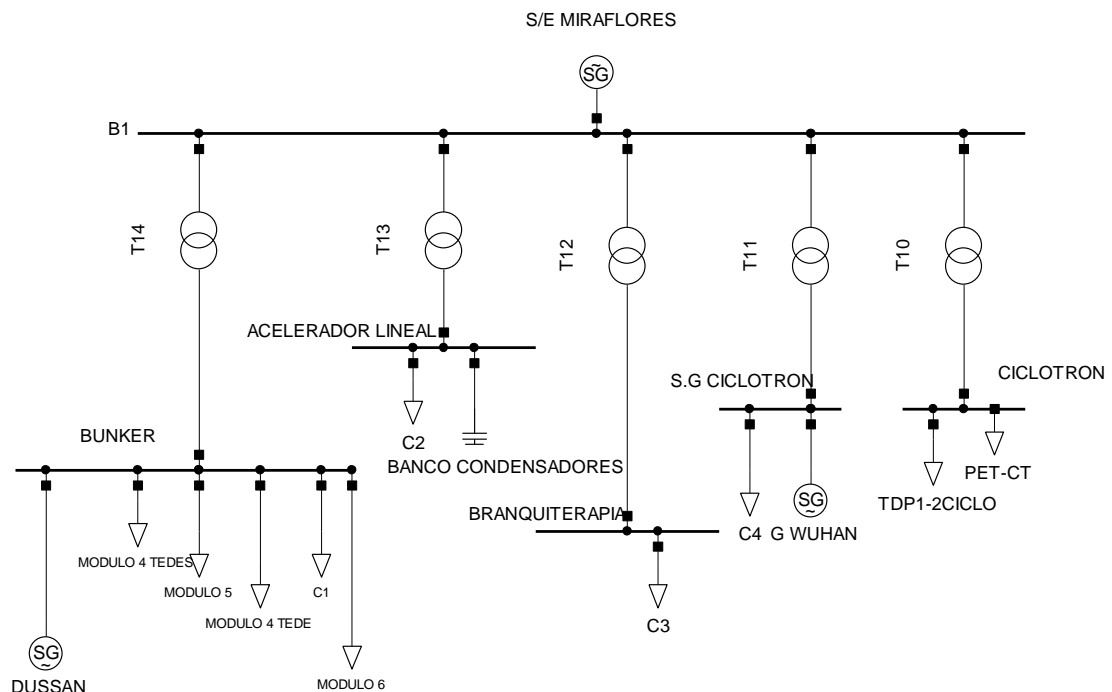 S/E MIRAFLORES
SG
B1
T14
T13
T12
T11
T10
ACELERADOR LINEAL
S.G CICLOTRON
CICLOTRON
BUNKER
C2
BANCO CONDENSADORES
PET-CT
TDP1-2CICLO
SG
BRANQUITERAPIA
C4
G WUHAN
MODULO 4 TEDES
MODULO 5
C1
MODULO 4 TEDE
C3
SG
DUSSAN
MODULO 6